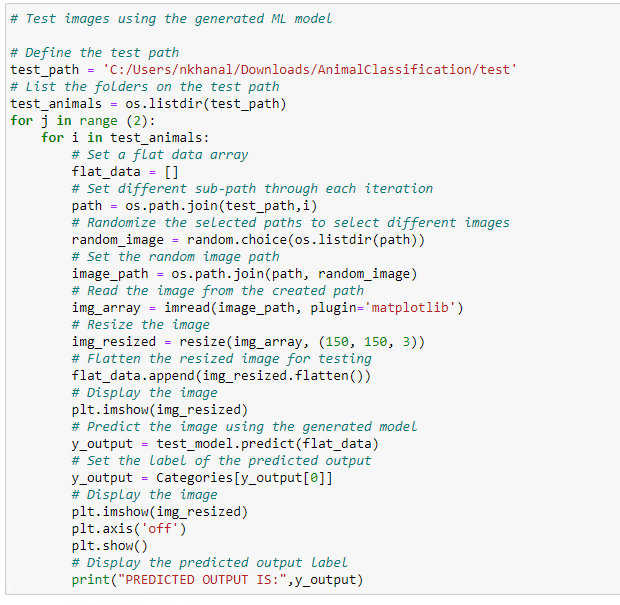 # Test images using the generated ML model

# Define the test path
test_path = 'C:/Users/nkhanal/Downloads/AnimalClassification/test'
# List the folders on the test path
test_animals = os.listdir(test_path)
for j in range (2):
    for i in test_animals:
        # Set a flat data array
        flat_data = []
        # Set different sub-path through each iteration
        path = os.path.join(test_path,i)
        # Randomize the selected paths to select different images
        random_image = random.choice(os.listdir(path))
        # Set the random image path
        image_path = os.path.join(path, random_image)
        # Read the image from the created path
        img_array = imread(image_path, plugin='matplotlib')
        # Resize the image
        img_resized = resize(img_array, (150, 150, 3))
        # Flatten the resized image for testing
        flat_data.append(img_resized.flatten())
        # Display the image
        plt.imshow(img_resized)
        # Predict the image using the generated model
        y_output = test_model.predict(flat_data)
        # Set the label of the predicted output
        y_output = Categories[y_output[0]]
        # Display the image
        plt.imshow(img_resized)
        plt.axis('off')
        plt.show()
        # Display the predicted output label
        print("PREDICTED OUTPUT IS:",y_output)